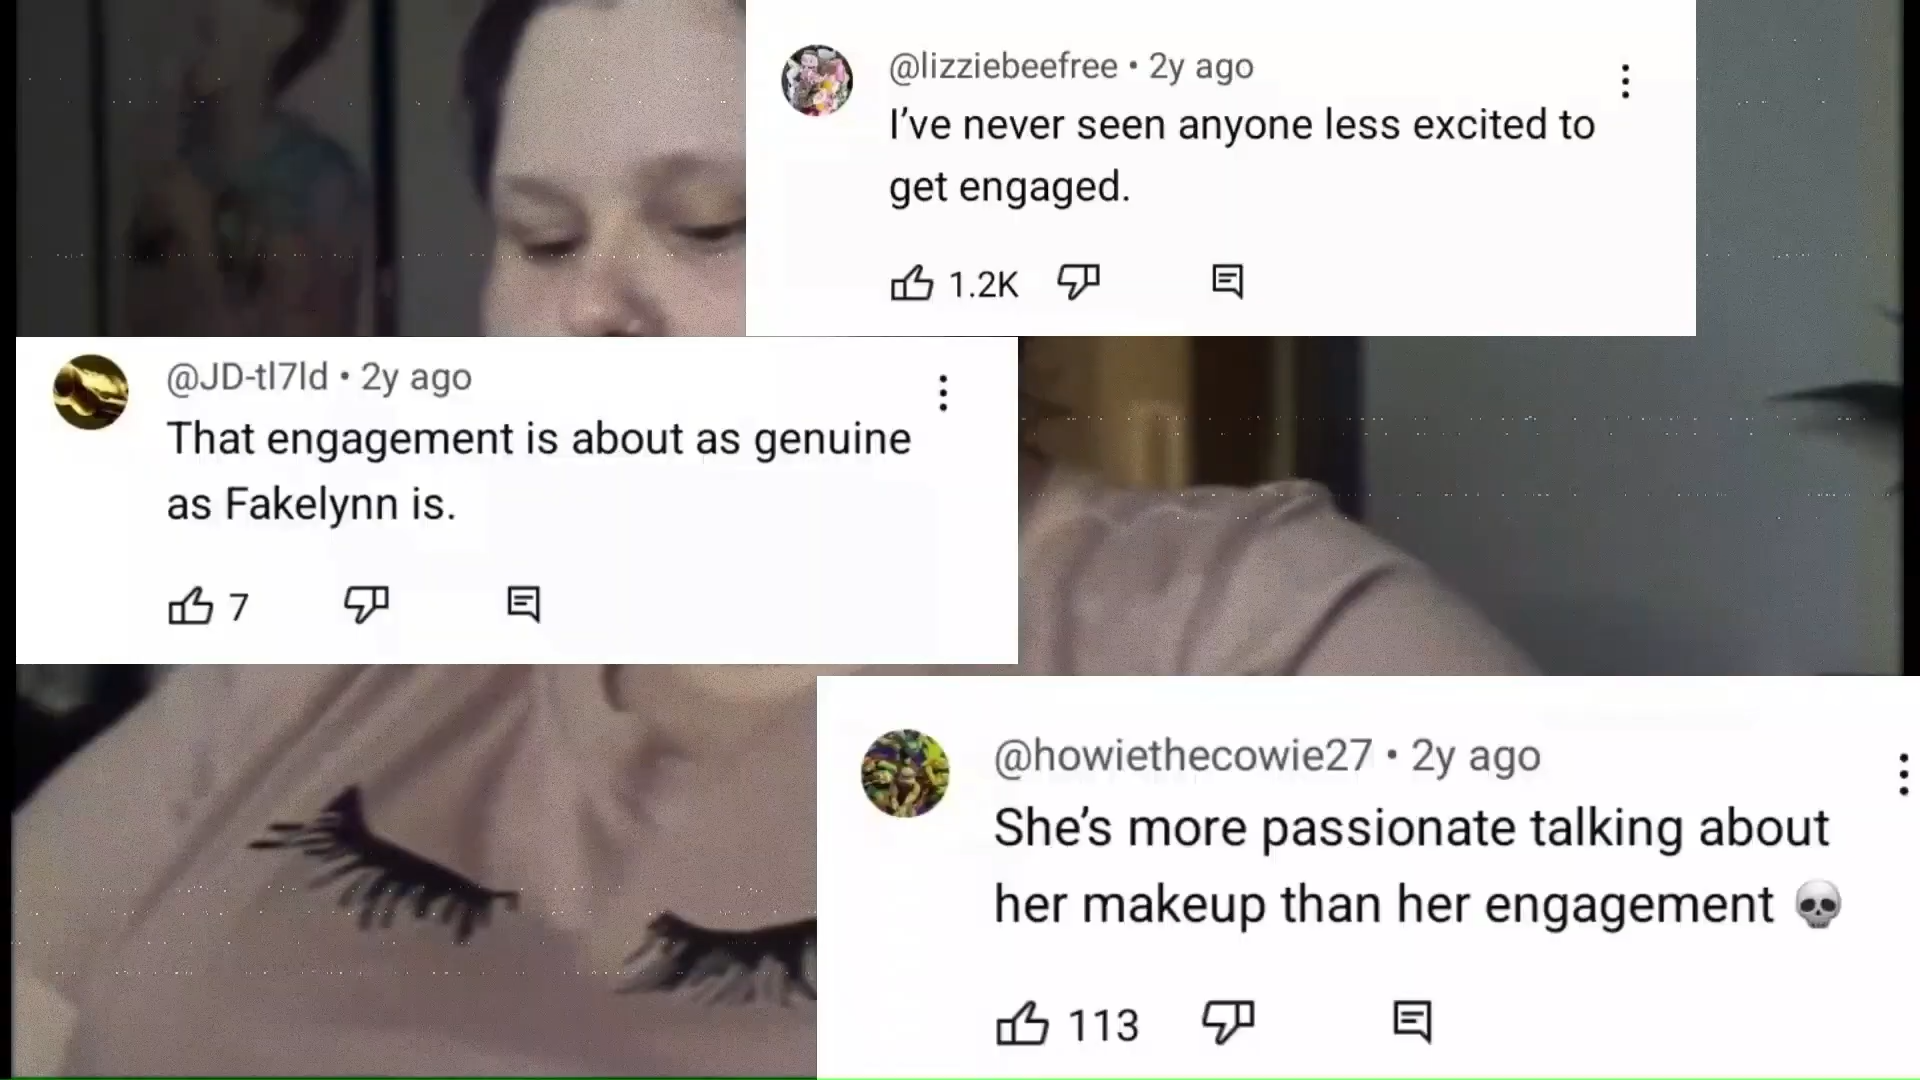 @lizziebeefree • 2y ago
I've never seen anyone less excited to
get engaged.
1.2K
@JD-tl7ld • 2y ago
That engagement is about as genuine
as Fakelynn is.
7
@howiethecowie27 • 2y ago
She's more passionate talking about
her makeup than her engagement 💀
113